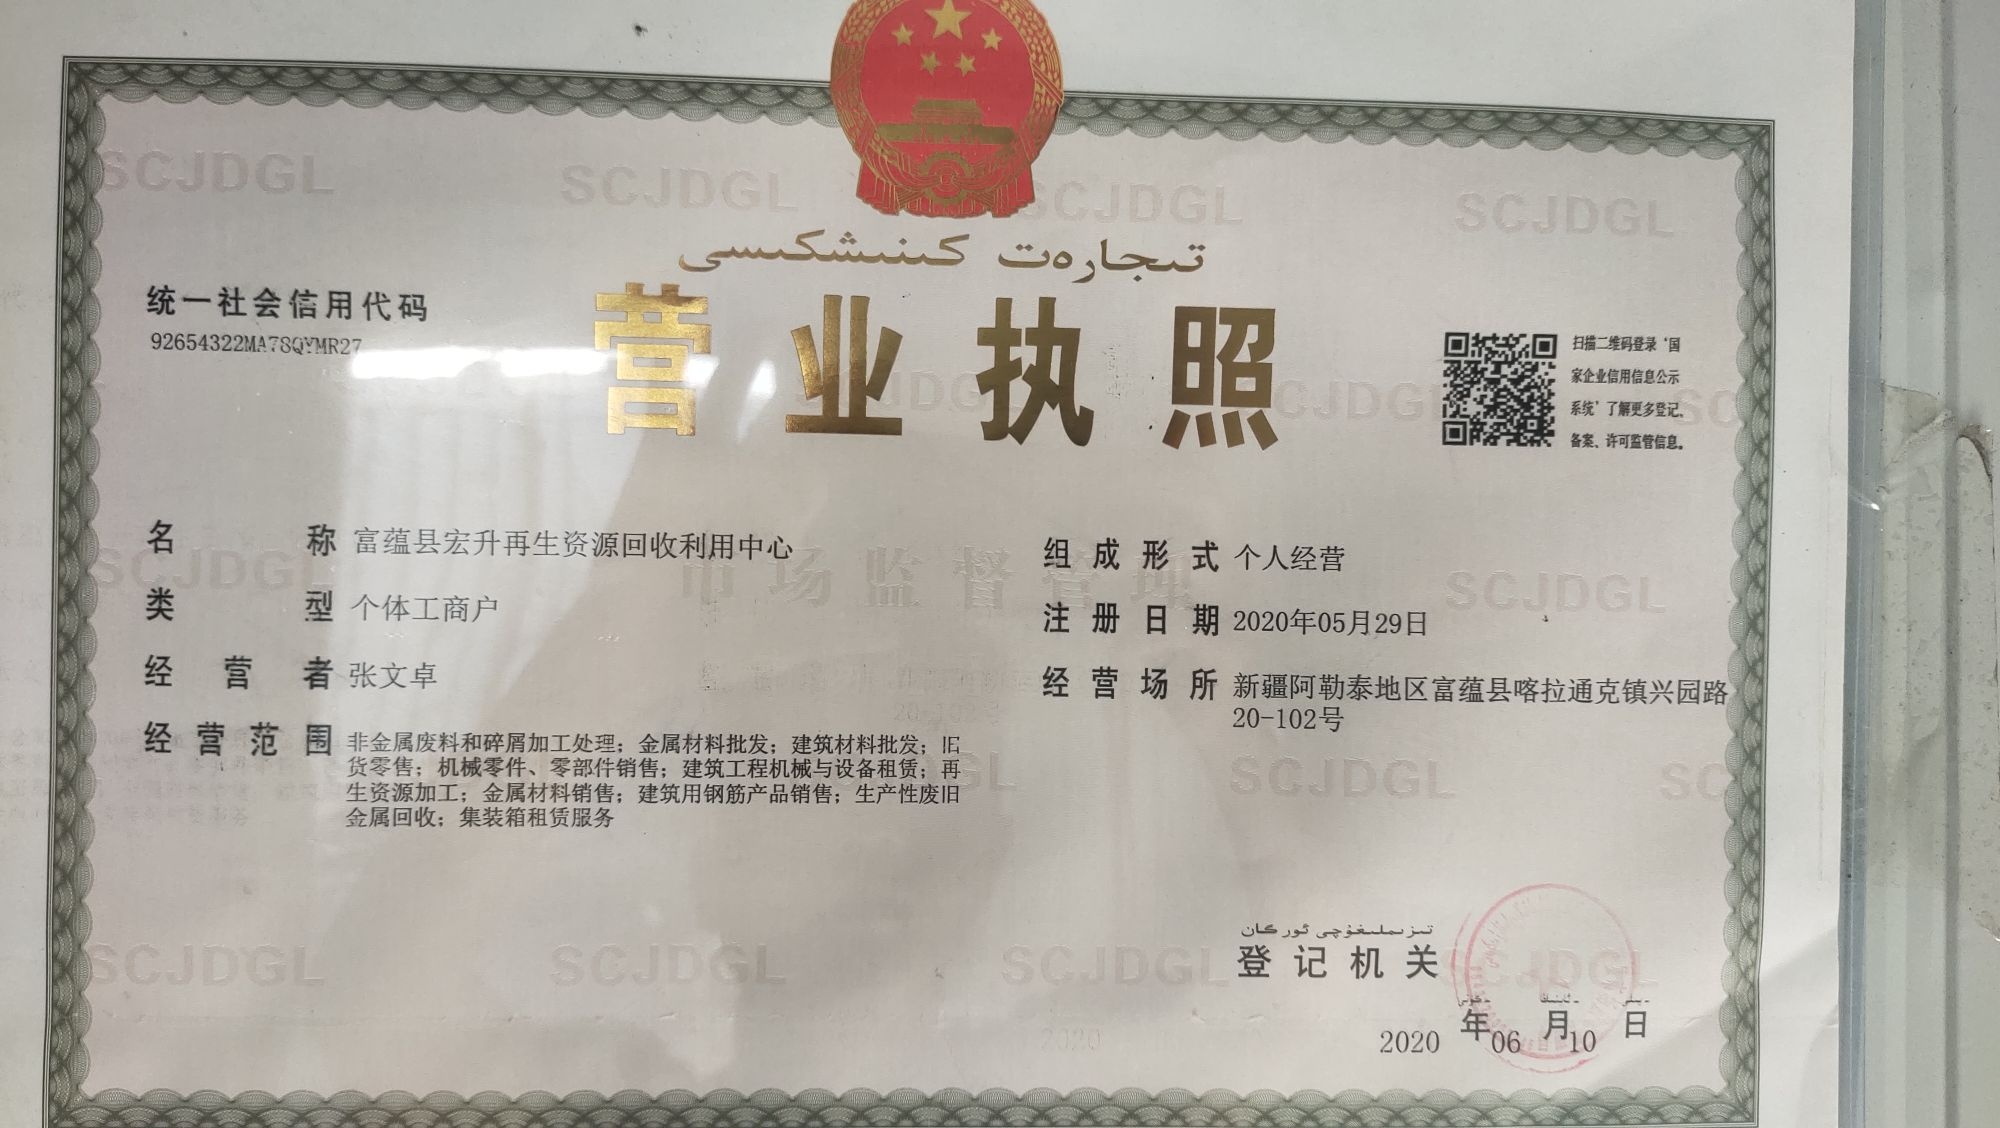 تىجارەت كىنىشكىسى
营业执照
统一社会信用代码
92654322MA78QYMR27
扫描二维码登录‘国
家企业信用信息公示
系统’了解更多登记、
备案、许可监管信息。
名称 富蕴县宏升再生资源回收利用中心
类型 个体工商户
经营者 张文卓
经营范围 非金属废料和碎屑加工处理；金属材料批发；建筑材料批发；旧
货零售；机械零件、零部件销售；建筑工程机械与设备租赁；再
生资源加工；金属材料销售；建筑用钢筋产品销售；生产性废旧
金属回收；集装箱租赁服务
组成形式 个人经营
注册日期 2020年05月29日
经营场所 新疆阿勒泰地区富蕴县喀拉通克镇兴园路
20-102号
市场监督管理
SCJDGL
تىزىملىغۇچى ئورگان
登记机关
2020年06月10日